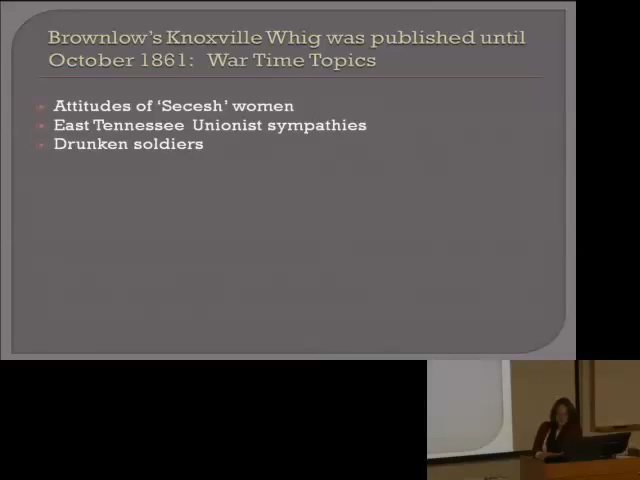 Brownlow's Knoxville Whig was published until
October 1861: War Time Topics
Attitudes of 'Secesh' women
East Tennessee Unionist sympathies
Drunken soldiers